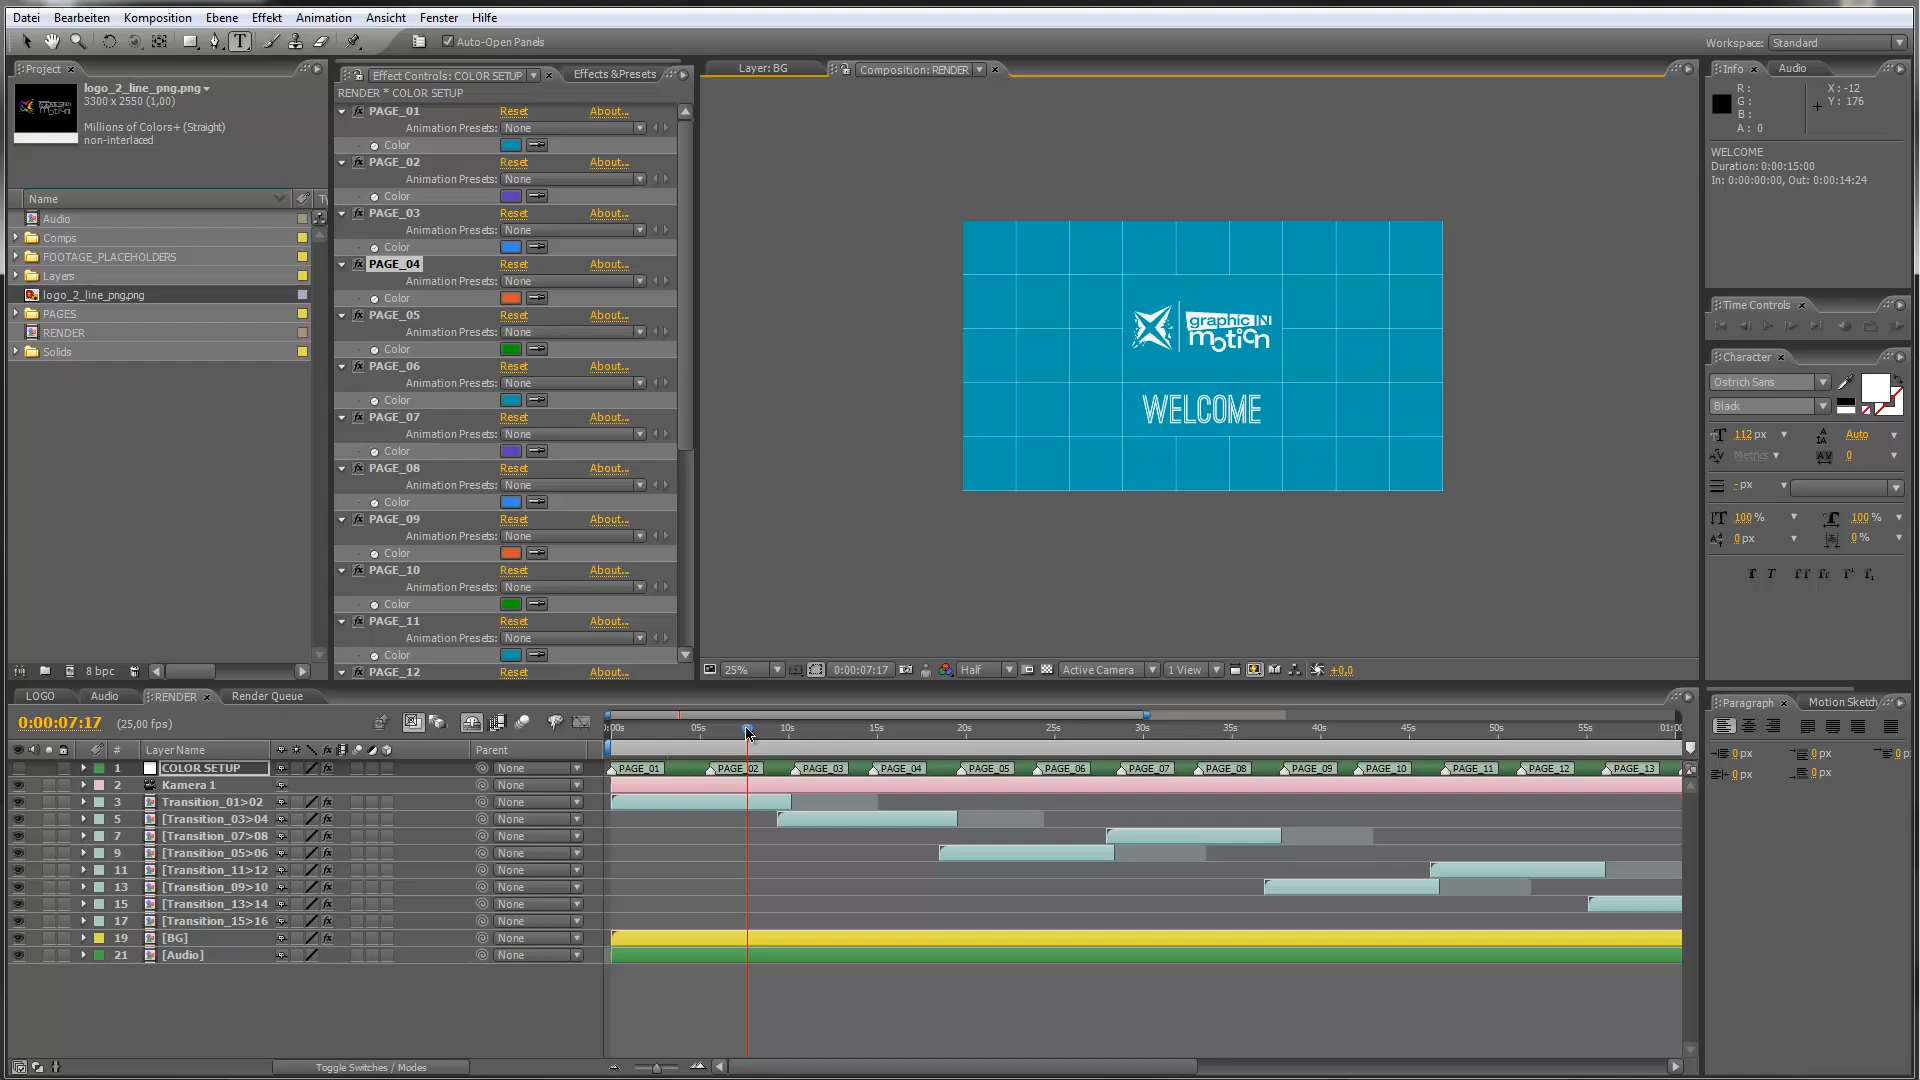 Datei Bearbeiten Komposition Ebene Effekt Animation Ansicht Fenster Hilfe
Auto-Open Panels
Workspace: Standard
Project
logo_2_line_png.png
3300 x 2550 (1,00)
Millions of Colors+ (Straight)
non-interlaced
Name
Audio
Comps
FOOTAGE_PLACEHOLDERS
Layers
logo_2_line_png.png
PAGES
RENDER
Solids
8 bpc
Effect Controls: COLOR SETUP
Effects&Presets
RENDER * COLOR SETUP
PAGE_01 Reset About...
Animation Presets: None
Color
PAGE_02 Reset About...
Animation Presets: None
Color
PAGE_03 Reset About...
Animation Presets: None
Color
PAGE_04 Reset About...
Animation Presets: None
Color
PAGE_05 Reset About...
Animation Presets: None
Color
PAGE_06 Reset About...
Animation Presets: None
Color
PAGE_07 Reset About...
Animation Presets: None
Color
PAGE_08 Reset About...
Animation Presets: None
Color
PAGE_09 Reset About...
Animation Presets: None
Color
PAGE_10 Reset About...
Animation Presets: None
Color
PAGE_11 Reset About...
Animation Presets: None
Color
PAGE_12 Reset About...
Layer: BG
Composition: RENDER
graphic IN
motion
WELCOME
25% 0:00:07:17 Half Active Camera 1 View +0,0
Info Audio
R: X: -12
G: Y: 176
B:
A: 0
WELCOME
Duration: 0:00:15:00
In: 0:00:00:00, Out: 0:00:14:24
Time Controls
Character
Ostrich Sans
Black
112 px Auto
Metrics 0
- px
100 % 100 %
0 px 0 %
Paragraph Motion Sketch
0 px 0 px 0 p
0 px 0 px
LOGO Audio RENDER Render Queue
0:00:07:17 (25,00 fps)
:00s 05s 10s 15s 20s 25s 30s 35s 40s 45s 50s 55s 01:00
# Layer Name Parent
1 COLOR SETUP None
PAGE_01 PAGE_02 PAGE_03 PAGE_04 PAGE_05 PAGE_06 PAGE_07 PAGE_08 PAGE_09 PAGE_10 PAGE_11 PAGE_12 PAGE_13
2 Kamera 1 None
3 Transition_01>02 None
5 [Transition_03>04 None
7 [Transition_07>08 None
9 [Transition_05>06 None
11 [Transition_11>12 None
13 [Transition_09>10 None
15 [Transition_13>14 None
17 [Transition_15>16 None
19 [BG] None
21 [Audio] None
Toggle Switches / Modes